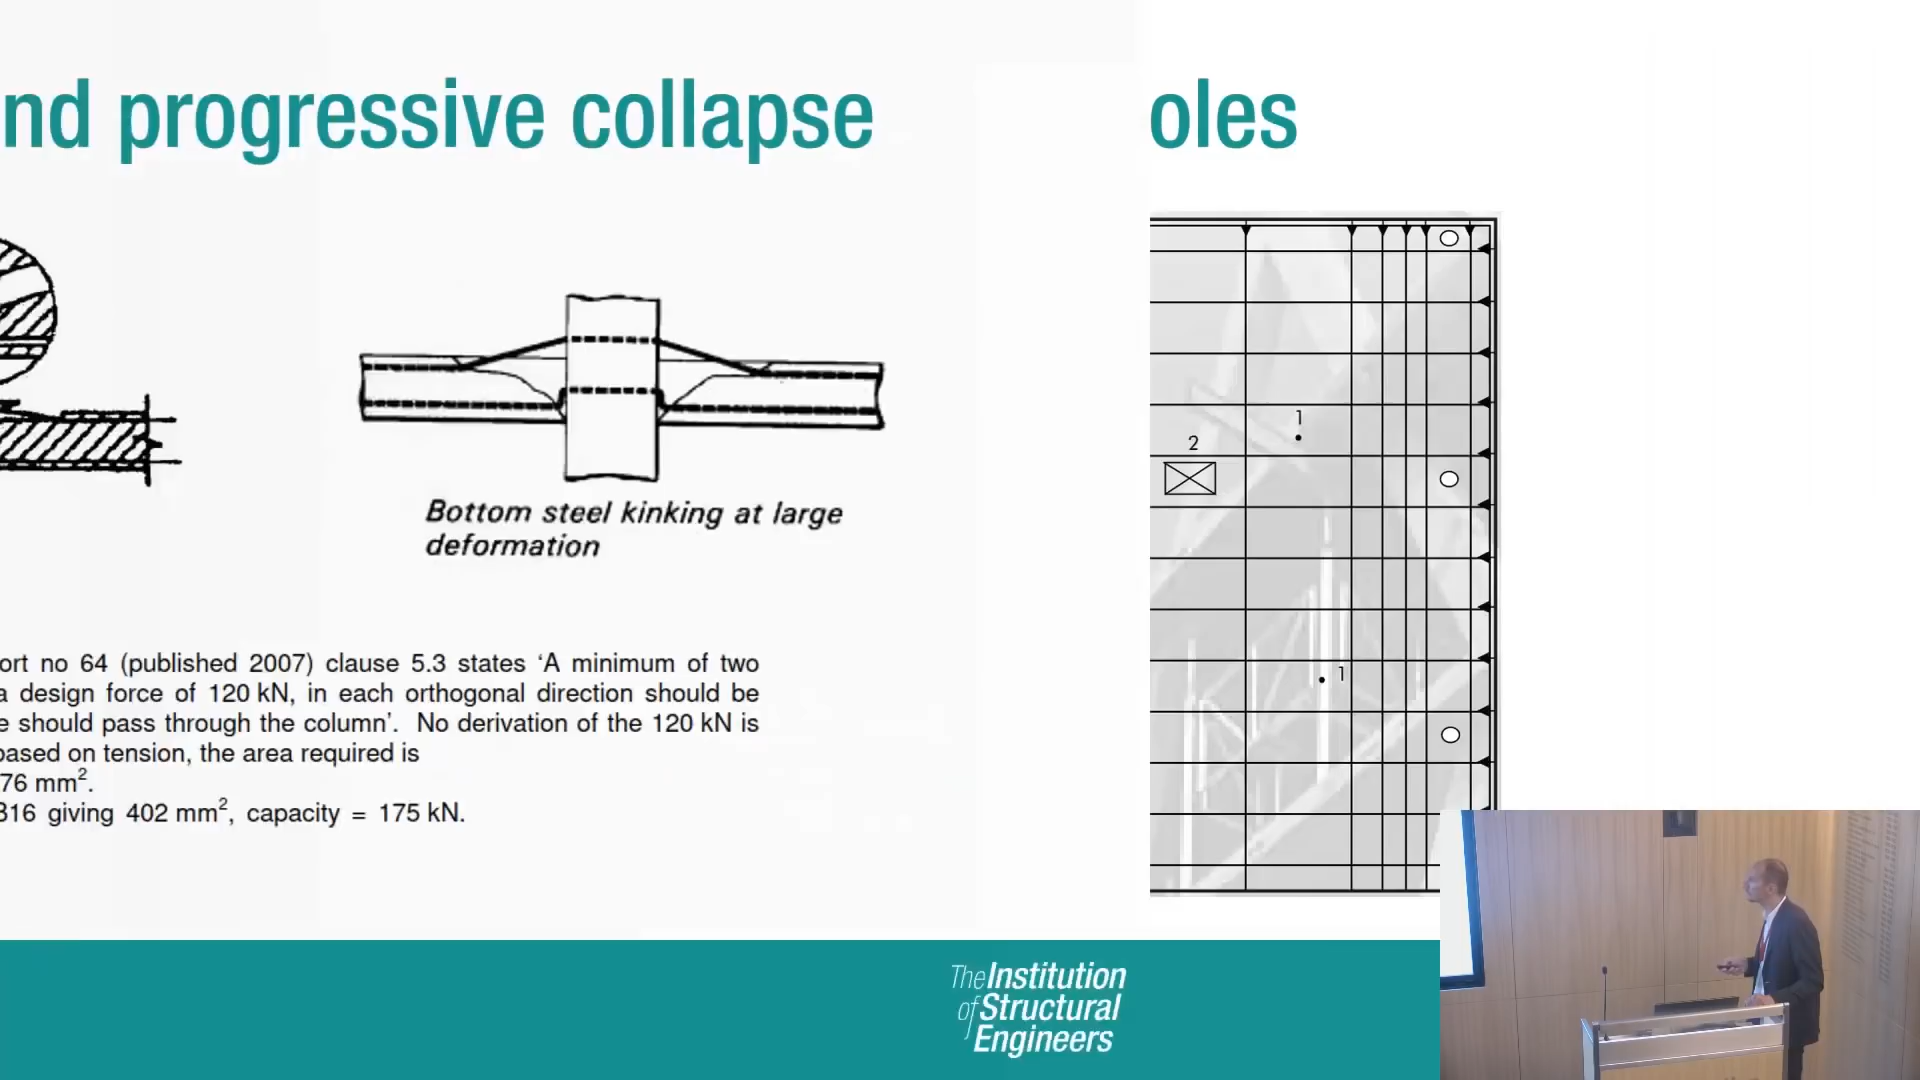 nd progressive collapse
oles
1
2
Bottom steel kinking at large
deformation
ort no 64 (published 2007) clause 5.3 states ‘A minimum of two
a design force of 120 kN, in each orthogonal direction should be
e should pass through the column’. No derivation of the 120 kN is
based on tension, the area required is
76 mm².
B16 giving 402 mm², capacity = 175 kN.
1
The Institution
of Structural
Engineers